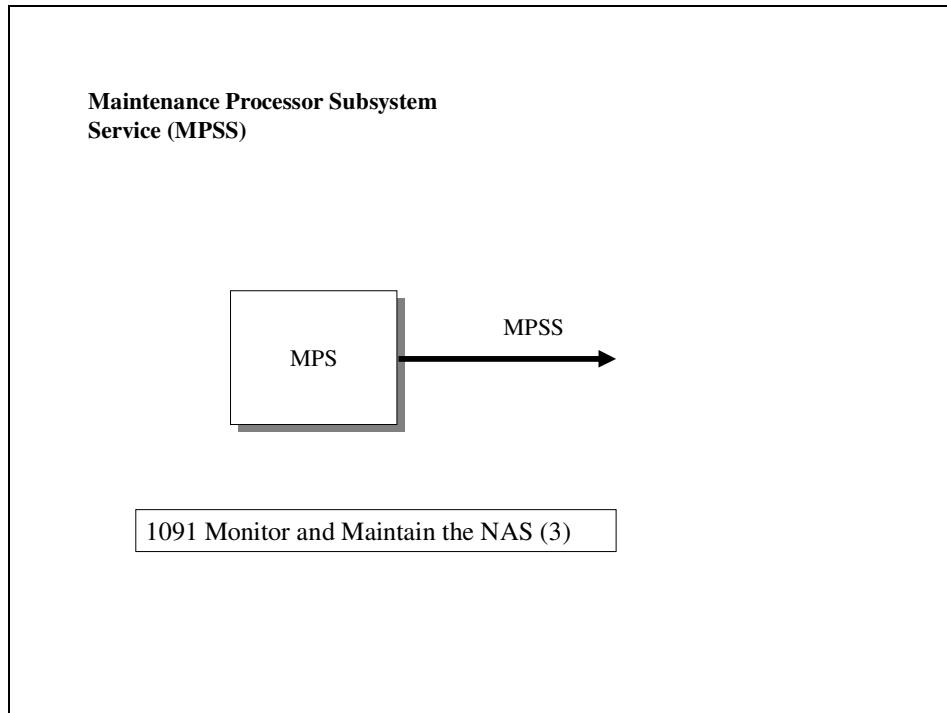 Maintenance Processor Subsystem
Service (MPSS)
MPSS
MPS
1091 Monitor and Maintain the NAS (3)